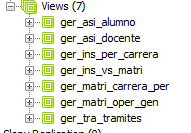 Views (7)
ger_asi_alumno
ger_asi_docente
ger_ins_per_carrera
ger_ins_vs_matri
ger_matri_carrera_per
ger_matri_oper_gen
ger_tra_tramites